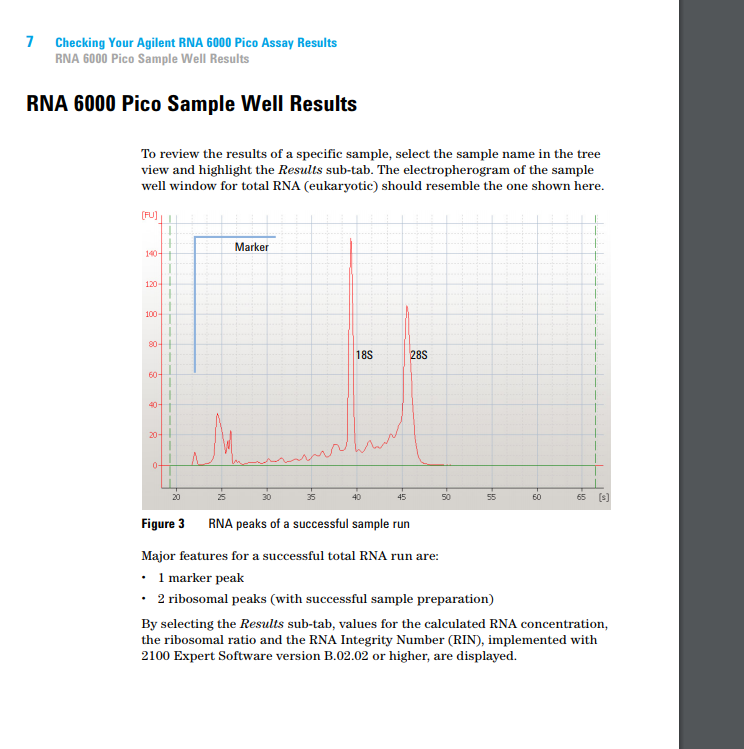 7 Checking Your Agilent RNA 6000 Pico Assay Results
RNA 6000 Pico Sample Well Results
RNA 6000 Pico Sample Well Results
To review the results of a specific sample, select the sample name in the tree
view and highlight the Results sub-tab. The electropherogram of the sample
well window for total RNA (eukaryotic) should resemble the one shown here.
[FU]
Marker
140
120
100
80
18S 28S
60
40
20
0
20 25 30 35 40 45 50 55 60 65 [s]
Figure 3 RNA peaks of a successful sample run
Major features for a successful total RNA run are:
• 1 marker peak
• 2 ribosomal peaks (with successful sample preparation)
By selecting the Results sub-tab, values for the calculated RNA concentration,
the ribosomal ratio and the RNA Integrity Number (RIN), implemented with
2100 Expert Software version B.02.02 or higher, are displayed.